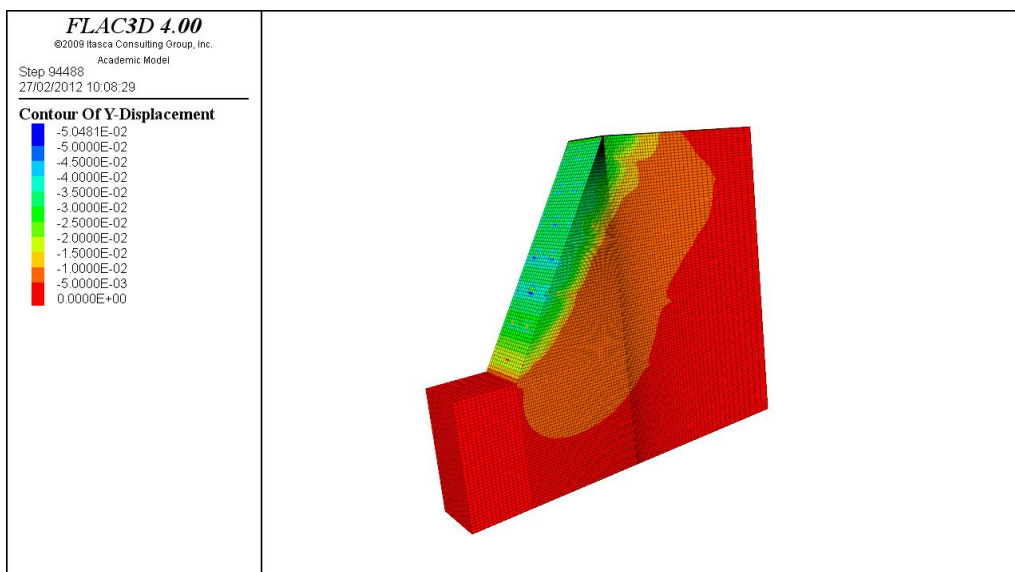 FLAC3D 4.00
©2009 Itasca Consulting Group, Inc.
Academic Model
Step 94488
27/02/2012 10:08:29
Contour Of Y-Displacement
-5.0481E-02
-5.0000E-02
-4.5000E-02
-4.0000E-02
-3.5000E-02
-3.0000E-02
-2.5000E-02
-2.0000E-02
-1.5000E-02
-1.0000E-02
-5.0000E-03
0.0000E+00